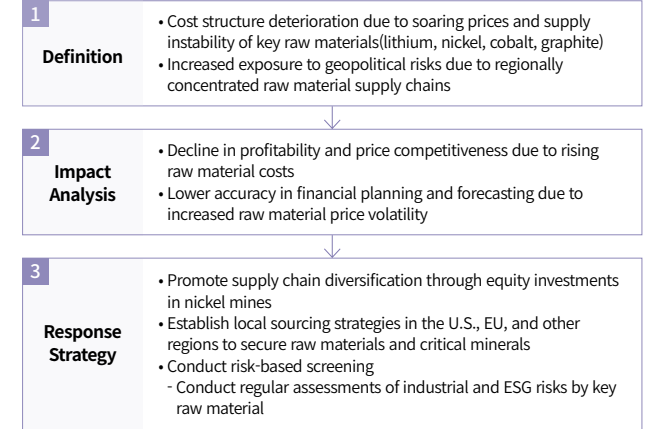 1
Definition
• Cost structure deterioration due to soaring prices and supply
instability of key raw materials(lithium, nickel, cobalt, graphite)
• Increased exposure to geopolitical risks due to regionally
concentrated raw material supply chains
2
Impact
Analysis
• Decline in profitability and price competitiveness due to rising
raw material costs
• Lower accuracy in financial planning and forecasting due to
increased raw material price volatility
3
Response
Strategy
• Promote supply chain diversification through equity investments
in nickel mines
• Establish local sourcing strategies in the U.S., EU, and other
regions to secure raw materials and critical minerals
• Conduct risk-based screening
- Conduct regular assessments of industrial and ESG risks by key
raw material